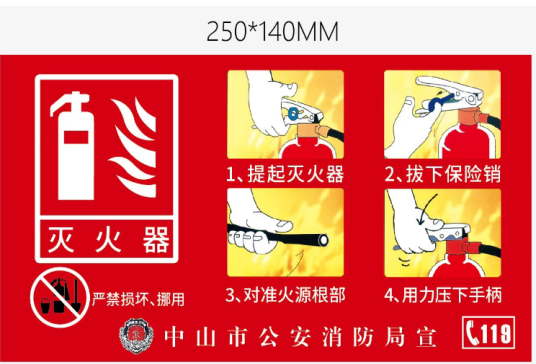 250*140MM
灭火器
1、提起灭火器
2、拔下保险销
严禁损坏、挪用
3、对准火源根部
4、用力压下手柄
中山市公安消防局宣
119